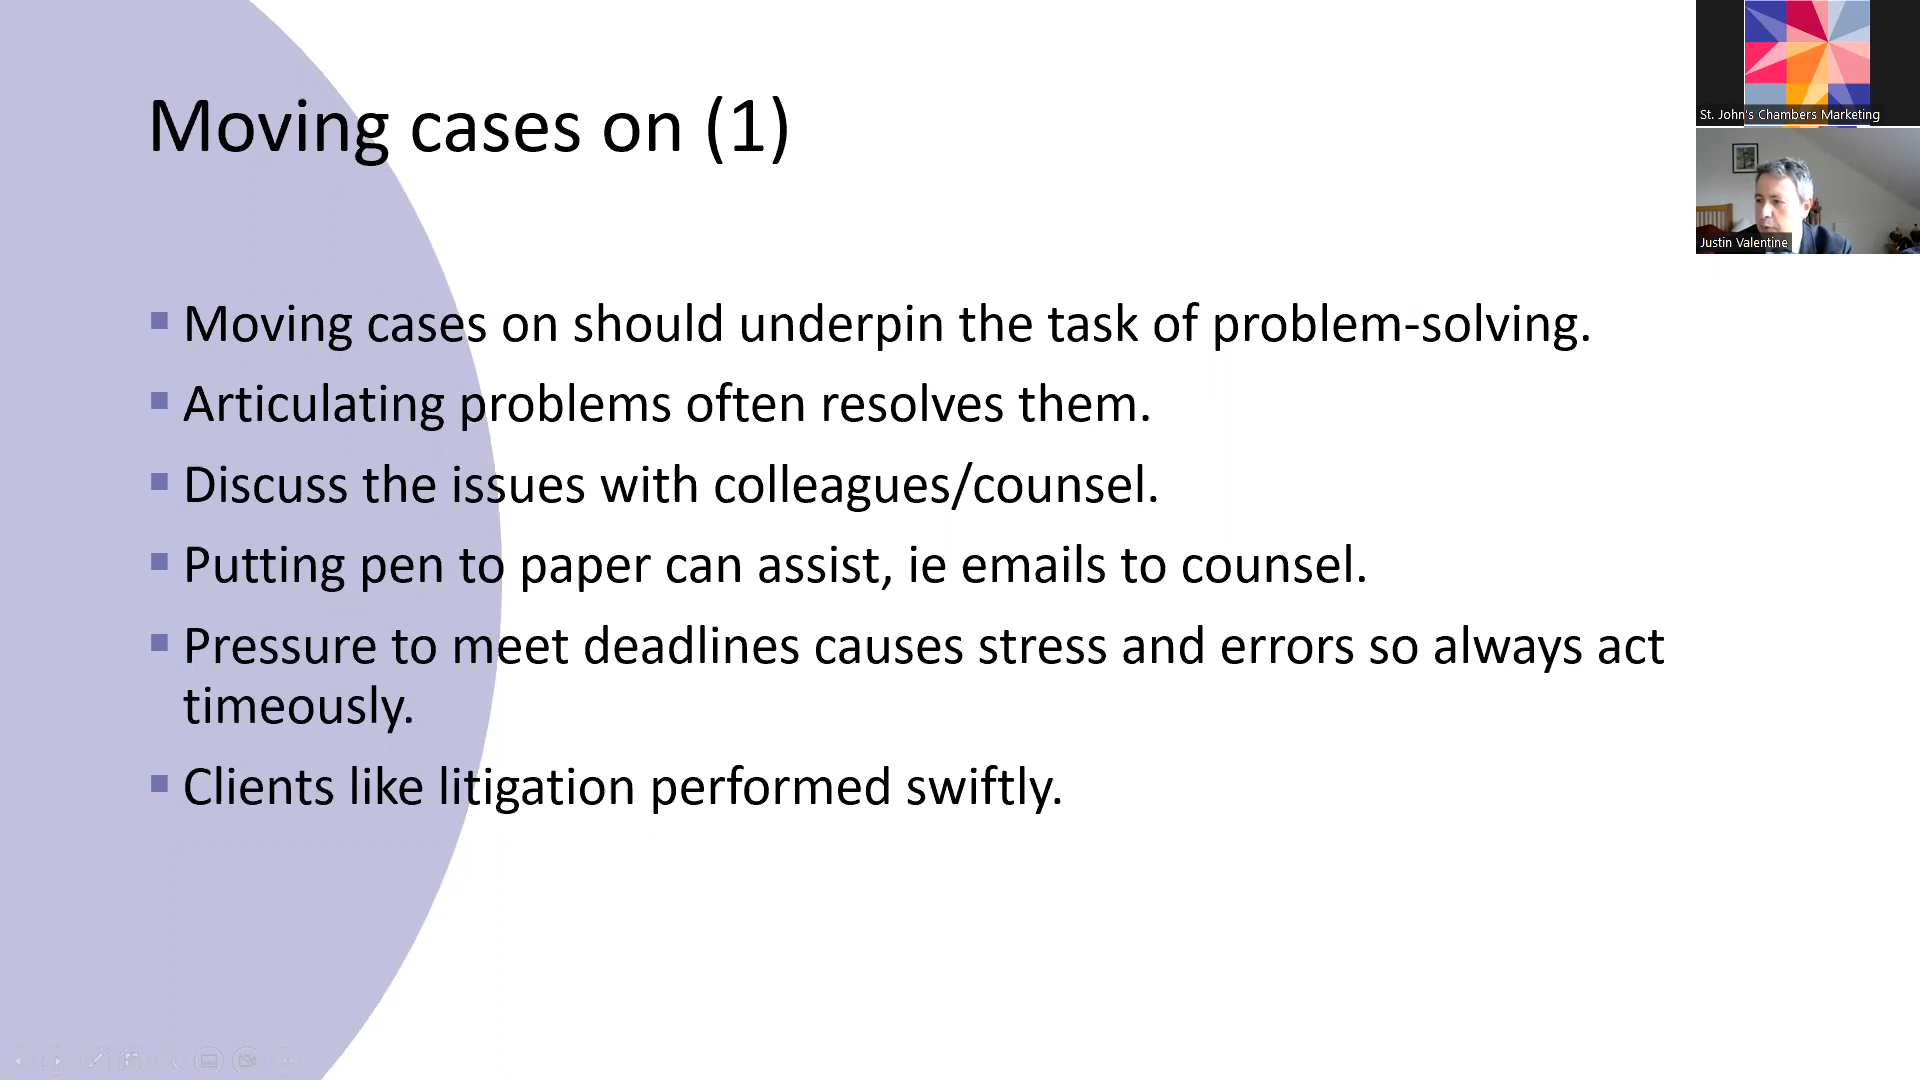 Moving cases on (1)
Moving cases on should underpin the task of problem-solving.
Articulating problems often resolves them.
Discuss the issues with colleagues/counsel.
Putting pen to paper can assist, ie emails to counsel.
Pressure to meet deadlines causes stress and errors so always act
timeously.
Clients like litigation performed swiftly.
St. John's Chambers Marketing
Justin Valentine